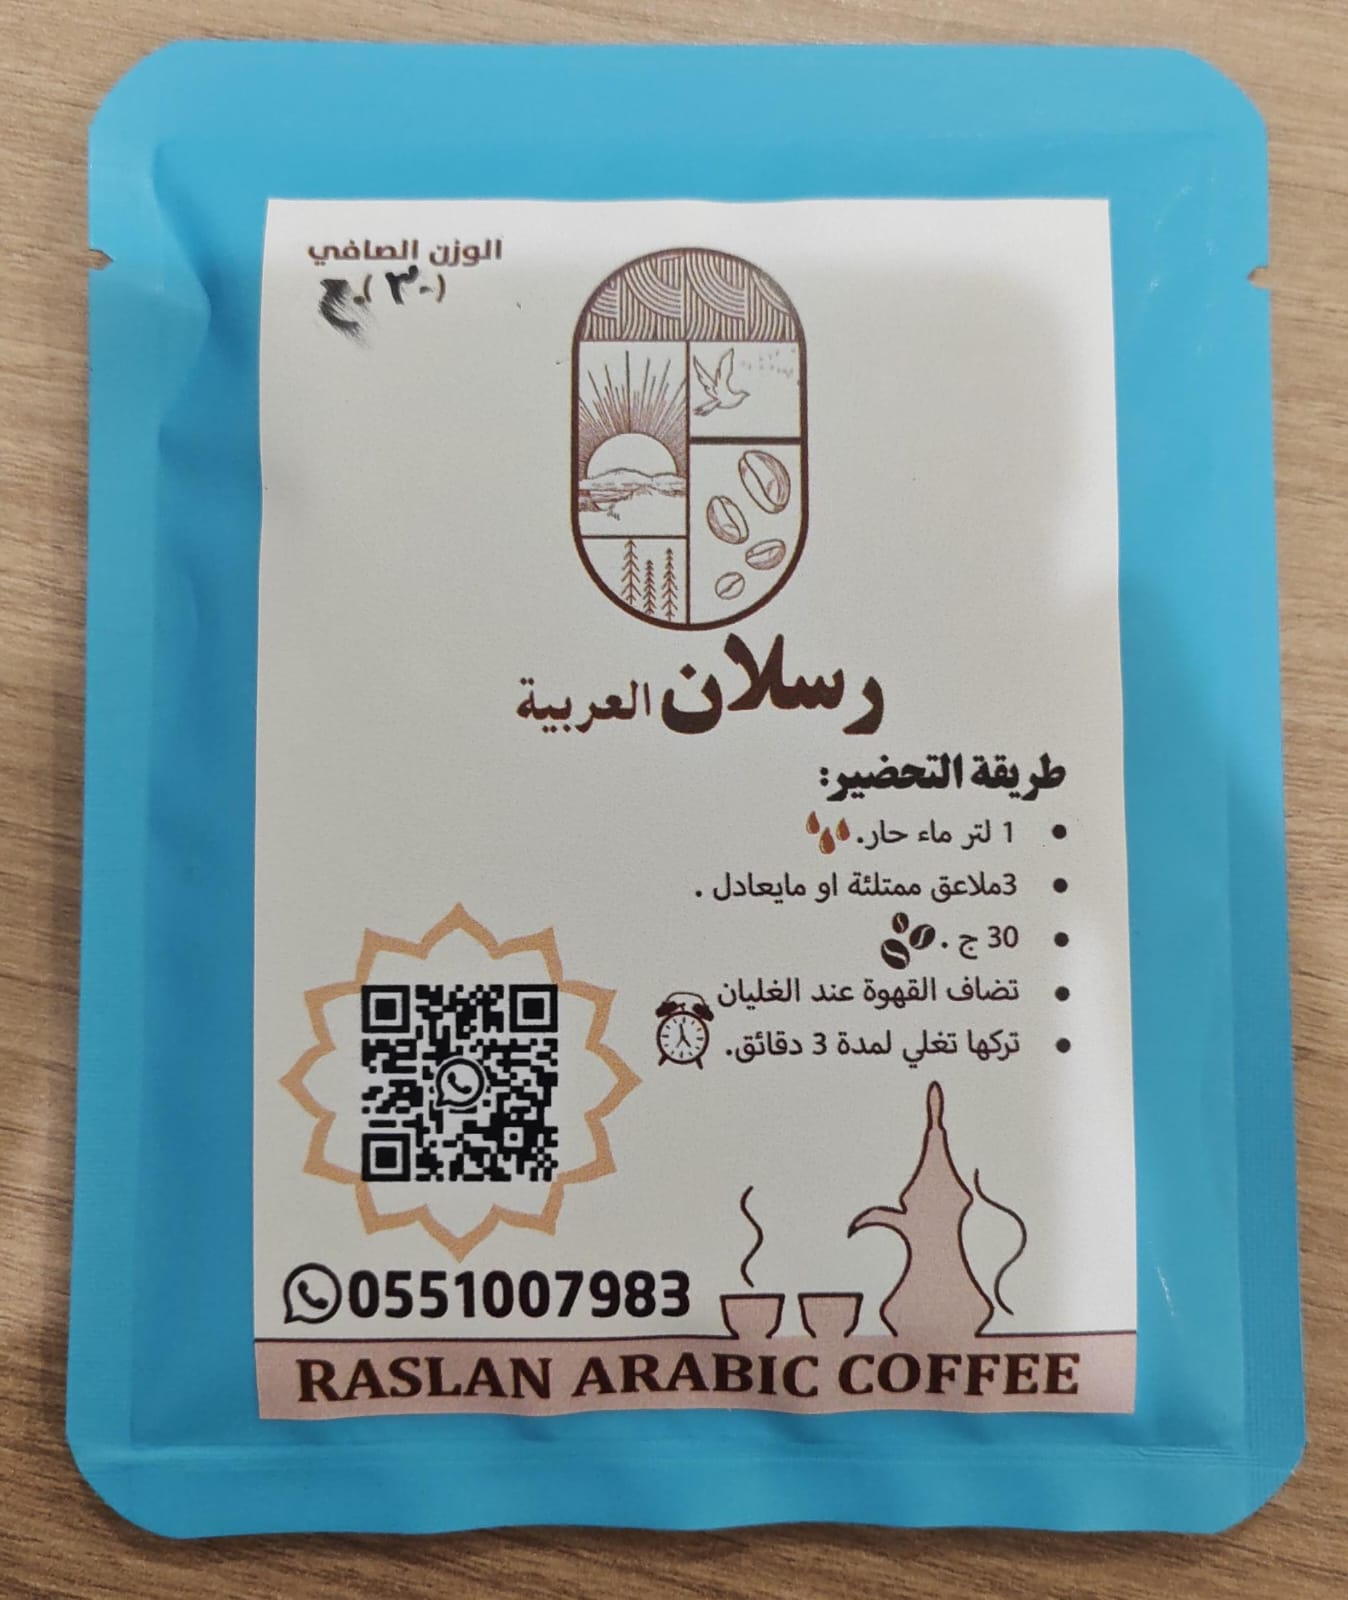 الوزن الصافي
(٣٠).ج
رسلان العربية
طريقة التحضير:
• 1 لتر ماء حار.
• 3ملاعق ممتلئة او مايعادل .
• 30 ج .
• تضاف القهوة عند الغليان
• تركها تغلي لمدة 3 دقائق.
0551007983
RASLAN ARABIC COFFEE